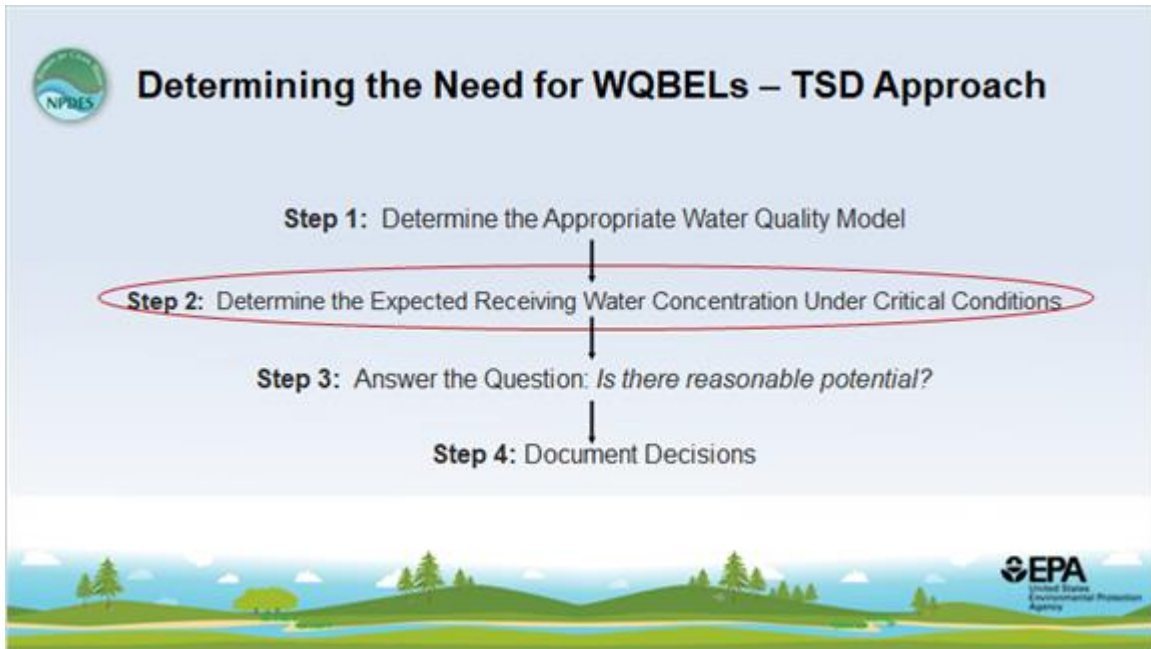 NPDES
Determining the Need for WQBELs – TSD Approach
Step 1: Determine the Appropriate Water Quality Model
Step 2: Determine the Expected Receiving Water Concentration Under Critical Conditions
Step 3: Answer the Question: Is there reasonable potential?
Step 4: Document Decisions
EPA
United States
Environmental Protection
Agency